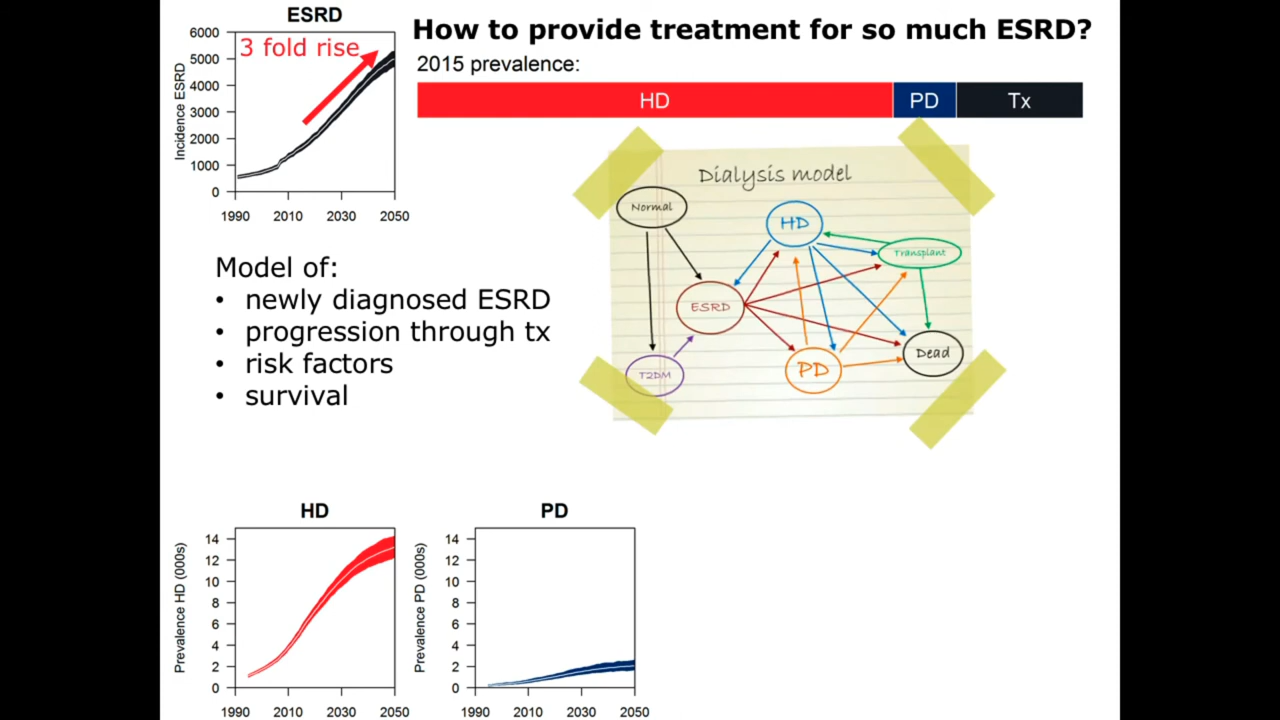 ESRD
How to provide treatment for so much ESRD?
6000
3 fold rise
2015 prevalence:
5000
HD
PD
Tx
4000
3000
2000
1000
0
Incidence ESRD
1990
2010
2030
2050
Dialysis model
Normal
HD
Transplant
ESRD
Dead
PD
T2DM
Model of:
• newly diagnosed ESRD
• progression through tx
• risk factors
• survival
HD
14
12
10
8
6
4
2
0
Prevalence HD (000s)
1990
2010
2030
2050
PD
14
12
10
8
6
4
2
0
Prevalence PD (000s)
1990
2010
2030
2050